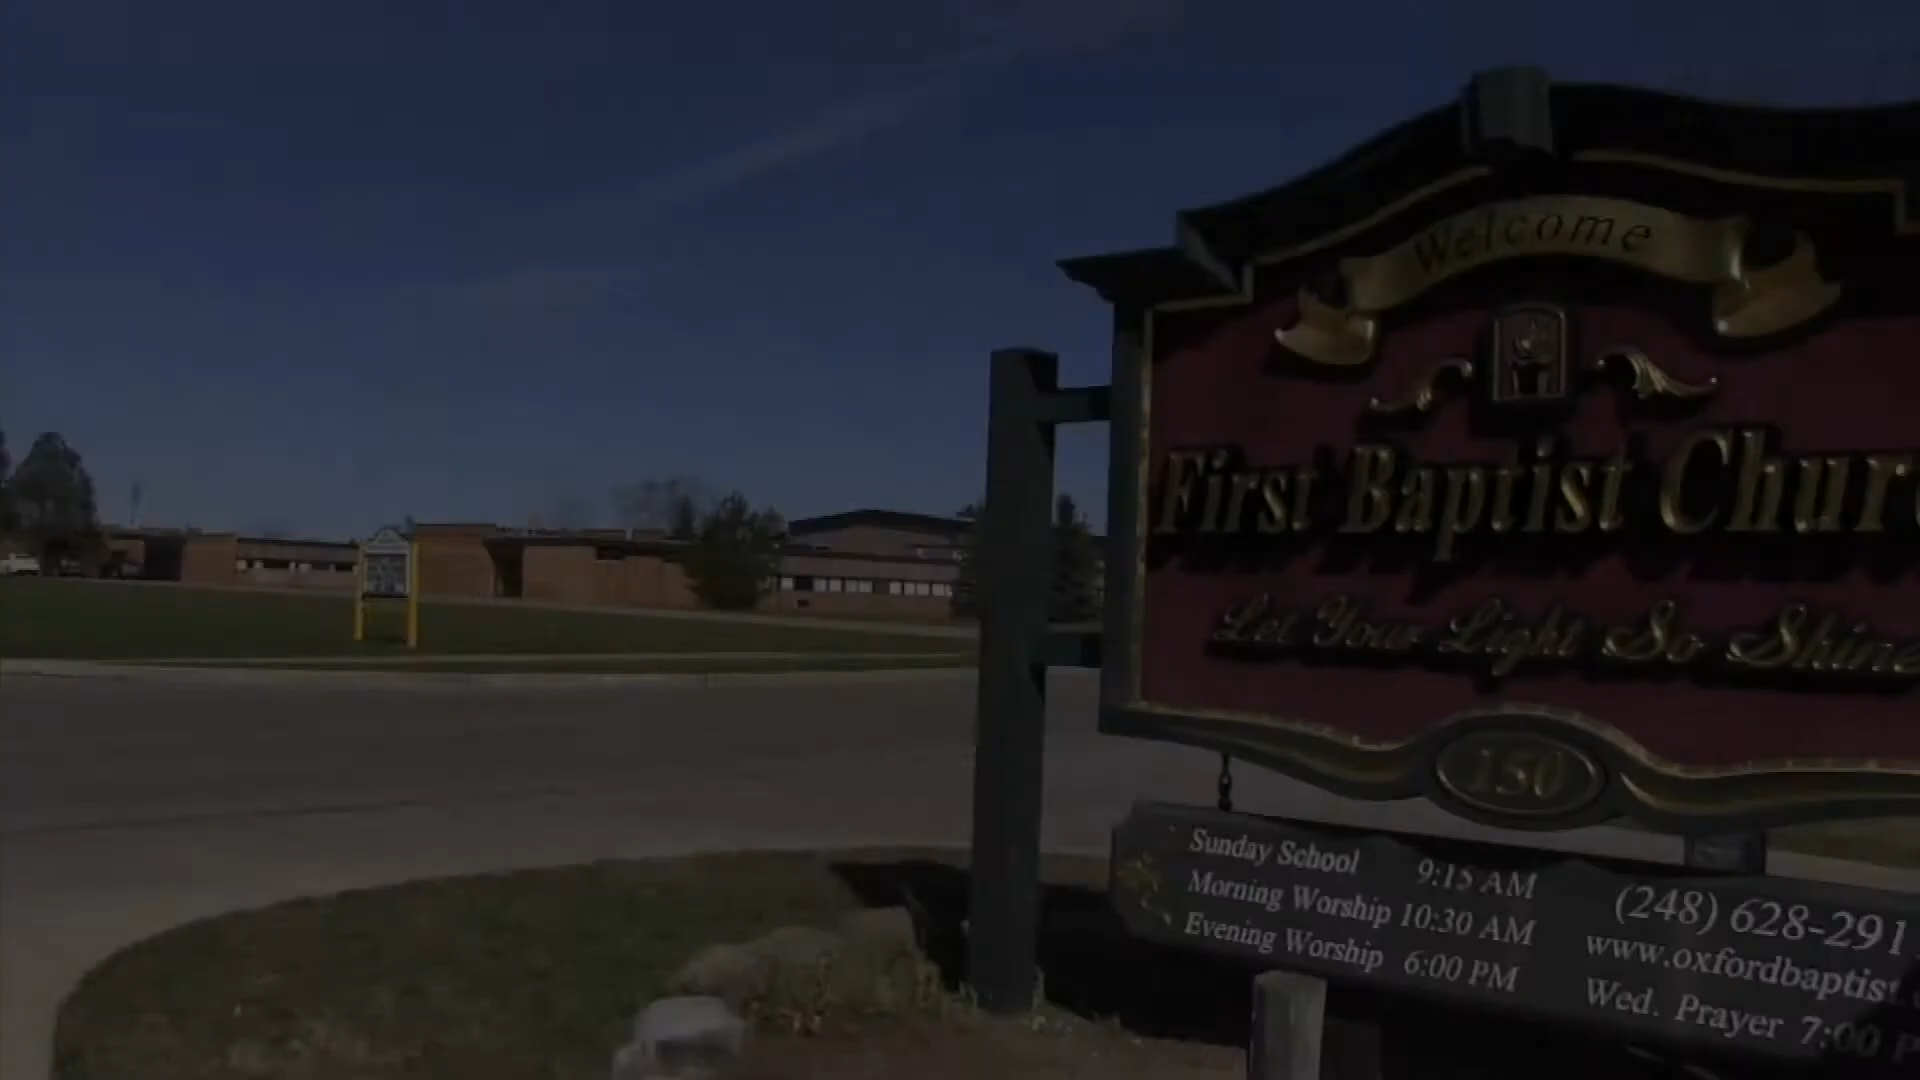 Welcome
First Baptist Churc
Let Your Light So Shine
150
Sunday School 9:15 AM
Morning Worship 10:30 AM
Evening Worship 6:00 PM
(248) 628-291
www.oxfordbaptist
Wed. Prayer 7:00 P